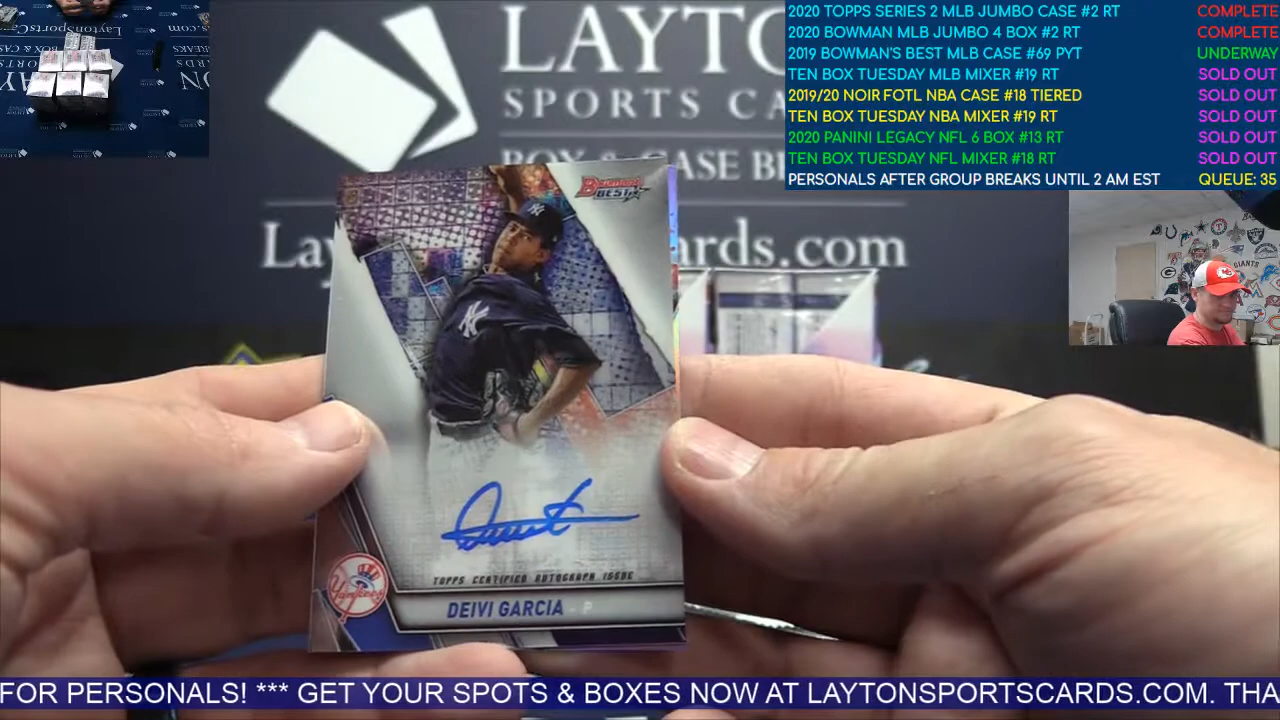 2020 TOPPS SERIES 2 MLB JUMBO CASE #2 RT COMPLETE
2020 BOWMAN MLB JUMBO 4 BOX #2 RT COMPLETE
2019 BOWMAN'S BEST MLB CASE #69 PYT UNDERWAY
TEN BOX TUESDAY MLB MIXER #19 RT SOLD OUT
2019/20 NOIR FOTL NBA CASE #18 TIERED SOLD OUT
TEN BOX TUESDAY NBA MIXER #19 RT SOLD OUT
2020 PANINI LEGACY NFL 6 BOX #13 RT SOLD OUT
TEN BOX TUESDAY NFL MIXER #18 RT SOLD OUT
PERSONALS AFTER GROUP BREAKS UNTIL 2 AM EST QUEUE: 35
LAYTO
SPORTS CA
BOX & CASE BE
Lay cards.com
BOWMAN'S
BEST
NY
TOPPS CERTIFIED AUTOGRAPH ISSUE
Yankees
DEIVI GARCIA - P
FOR PERSONALS! *** GET YOUR SPOTS & BOXES NOW AT LAYTONSPORTSCARDS.COM. THA